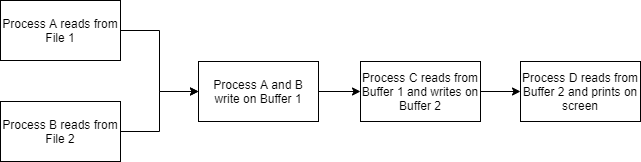 Process A reads from
File 1
Process B reads from
File 2
Process A and B
write on Buffer 1
Process C reads from
Buffer 1 and writes on
Buffer 2
Process D reads from
Buffer 2 and prints on
screen